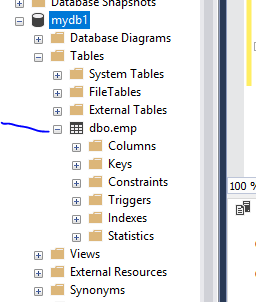 Database Snapshots
mydb1
Database Diagrams
Tables
System Tables
FileTables
External Tables
dbo.emp
Columns
Keys
Constraints
Triggers
Indexes
Statistics
100 %
Views
External Resources
Synonyms